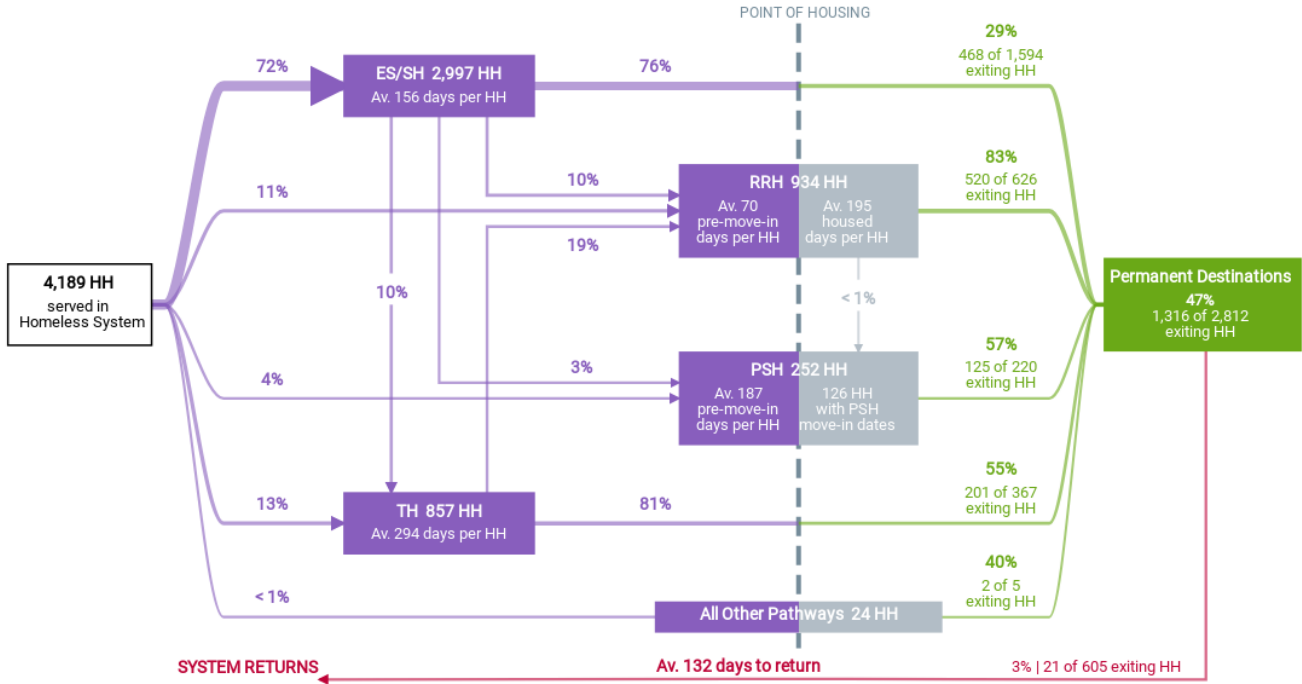 POINT OF HOUSING
72%
ES/SH 2,997 HH
Av. 156 days per HH
76%
29%
468 of 1,594
exiting HH
11%
10%
19%
RRH 934 HH
Av. 70
pre-move-in
days per HH
Av. 195
housed
days per HH
83%
520 of 626
exiting HH
4,189 HH
served in
Homeless System
10%
< 1%
Permanent Destinations
47%
1,316 of 2,812
exiting HH
4%
3%
PSH 252 HH
Av. 187
pre-move-in
days per HH
126 HH
with PSH
move-in dates
57%
125 of 220
exiting HH
13%
TH 857 HH
Av. 294 days per HH
81%
55%
201 of 367
exiting HH
< 1%
All Other Pathways 24 HH
40%
2 of 5
exiting HH
SYSTEM RETURNS
Av. 132 days to return
3% | 21 of 605 exiting HH